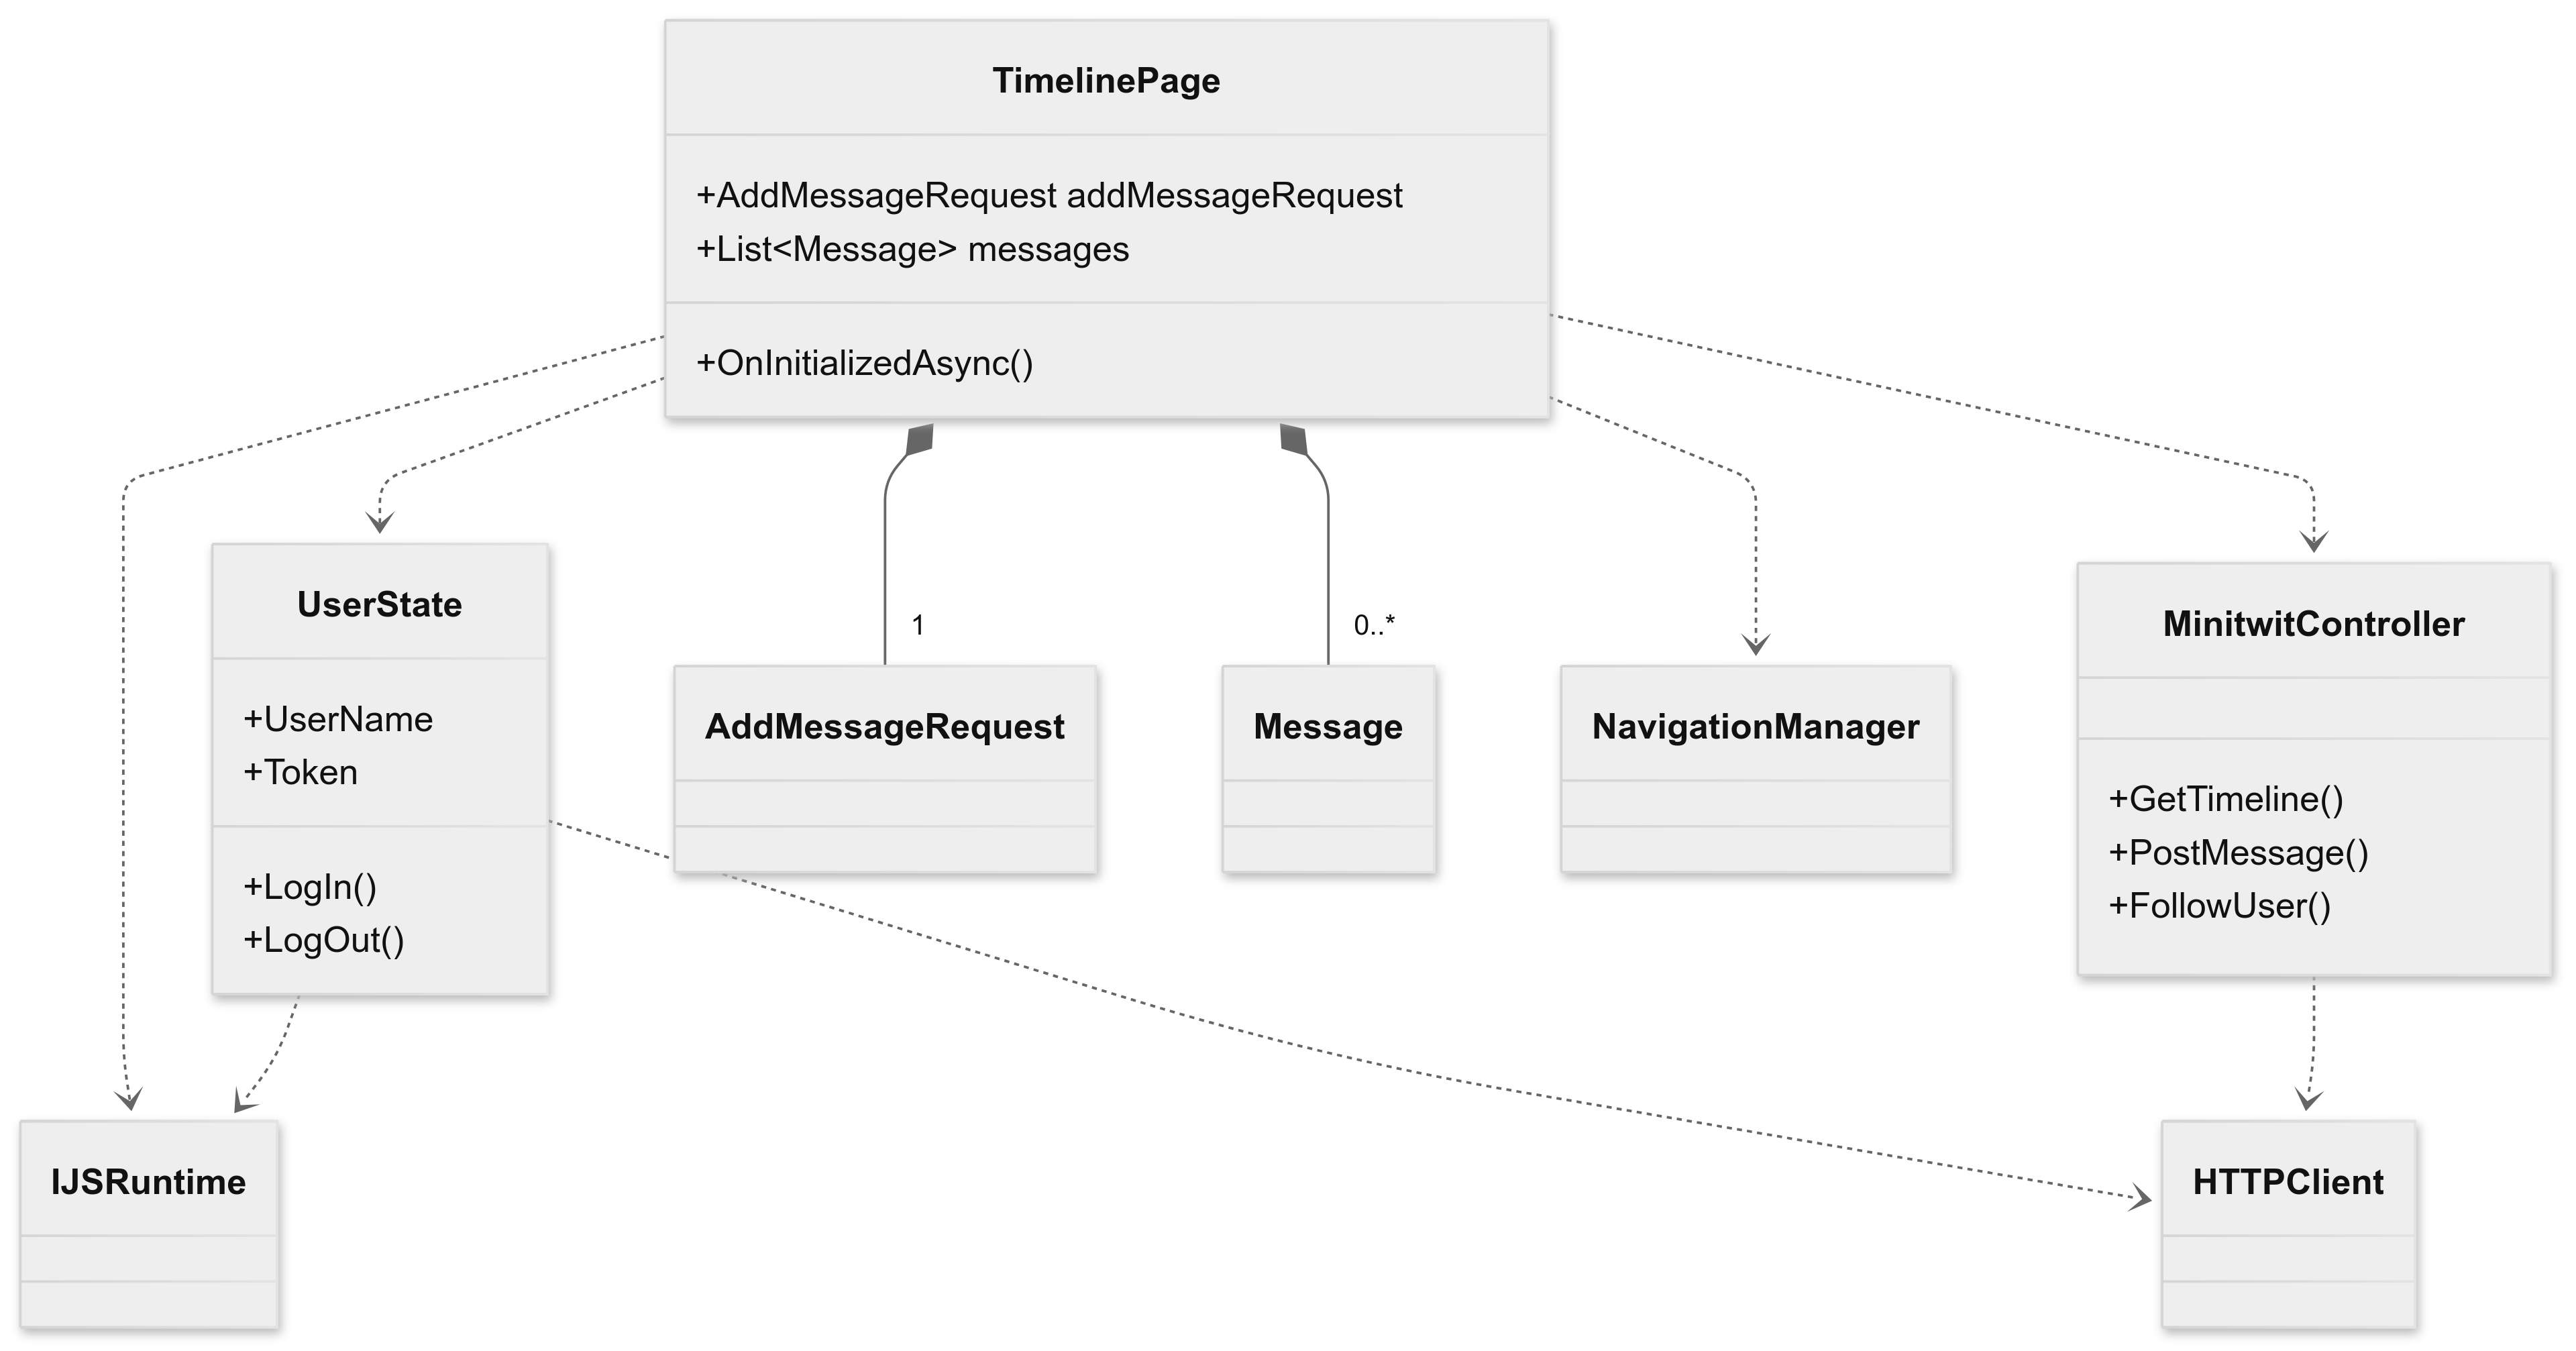 TimelinePage
+AddMessageRequest addMessageRequest
+List<Message> messages
+OnInitializedAsync()
UserState
+UserName
+Token
+LogIn()
+LogOut()
1
AddMessageRequest
0..*
Message
NavigationManager
MinitwitController
+GetTimeline()
+PostMessage()
+FollowUser()
IJSRuntime
HTTPClient